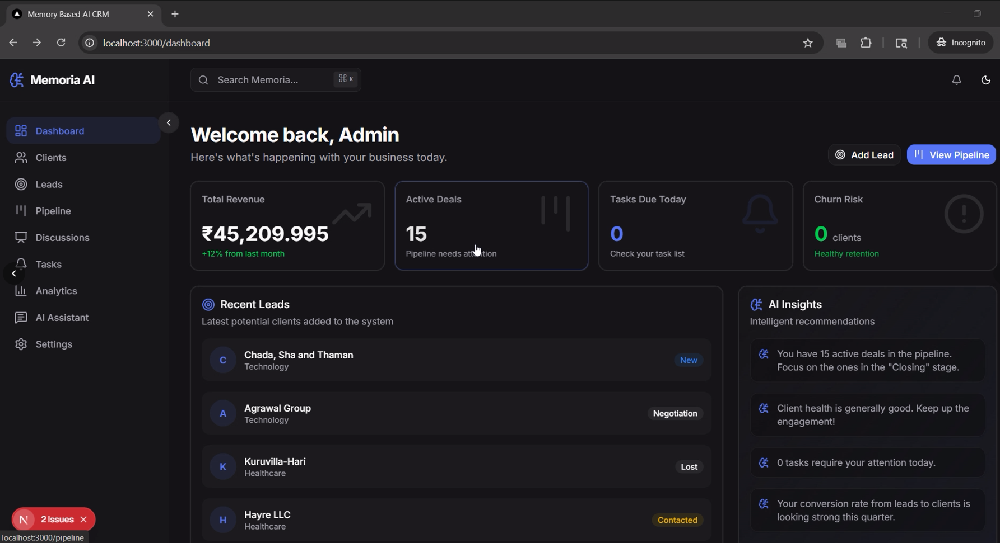 Memory Based AI CRM
localhost:3000/dashboard
Incognito
Memoria AI
Search Memoria...
⌘ K
Dashboard
Clients
Leads
Pipeline
Discussions
Tasks
Analytics
AI Assistant
Settings
Welcome back, Admin
Here's what's happening with your business today.
Add Lead
View Pipeline
Total Revenue
₹45,209.995
+12% from last month
Active Deals
15
Pipeline needs attention
Tasks Due Today
0
Check your task list
Churn Risk
0 clients
Healthy retention
Recent Leads
Latest potential clients added to the system
C
Chada, Sha and Thaman
Technology
New
A
Agrawal Group
Technology
Negotiation
K
Kuruvilla-Hari
Healthcare
Lost
H
Hayre LLC
Healthcare
Contacted
AI Insights
Intelligent recommendations
You have 15 active deals in the pipeline.
Focus on the ones in the "Closing" stage.
Client health is generally good. Keep up the
engagement!
0 tasks require your attention today.
Your conversion rate from leads to clients is
looking strong this quarter.
N
2 Issues
localhost:3000/pipeline